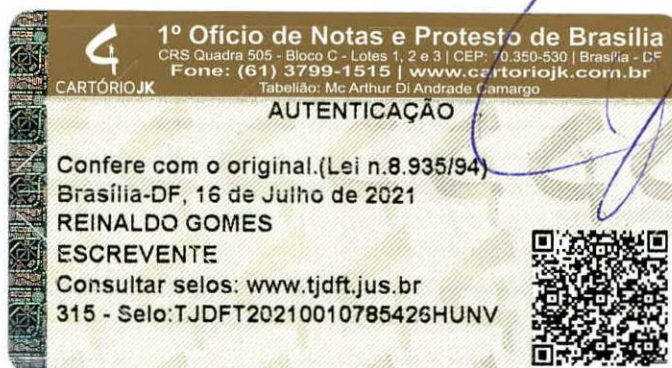 1º Ofício de Notas e Protesto de Brasília
CRS Quadra 505 - Bloco C - Lotes 1, 2 e 3 | CEP: 70.350-530 | Brasília - DF
Fone: (61) 3799-1515 | www.cartoriojk.com.br
CARTÓRIOJK
Tabelião: Mc Arthur Di Andrade Camargo
AUTENTICAÇÃO
Confere com o original.(Lei n.8.935/94)
Brasília-DF, 16 de Julho de 2021
REINALDO GOMES
ESCREVENTE
Consultar selos: www.tjdft.jus.br
315 - Selo:TJDFT20210010785426HUNV